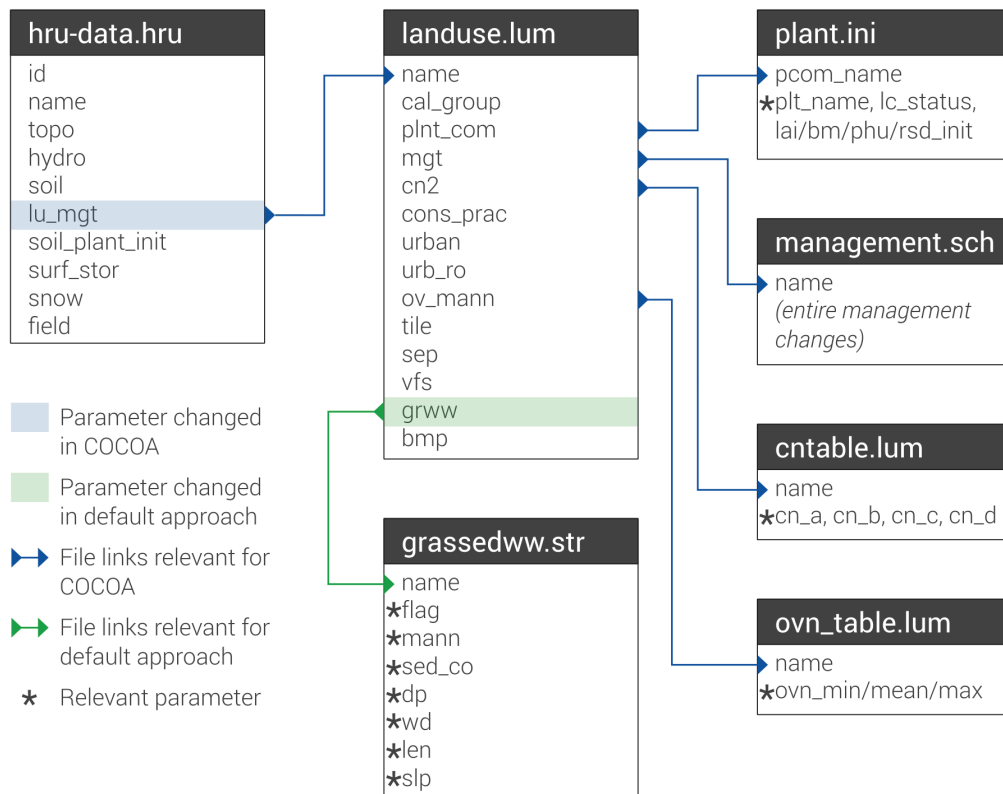 hru-data.hru
id
name
topo
hydro
soil
lu_mgt
soil_plant_init
surf_stor
snow
field
landuse.lum
name
cal_group
plnt_com
mgt
cn2
cons_prac
urban
urb_ro
ov_mann
tile
sep
vfs
grww
bmp
plant.ini
pcom_name
*plt_name, lc_status,
lai/bm/phu/rsd_init
management.sch
name
(entire management
changes)
cntable.lum
name
*cn_a, cn_b, cn_c, cn_d
ovn_table.lum
name
*ovn_min/mean/max
grassedww.str
name
*flag
*mann
*sed_co
*dp
*wd
*len
*slp
Parameter changed
in COCOA
Parameter changed
in default approach
File links relevant for
COCOA
File links relevant for
default approach
* Relevant parameter